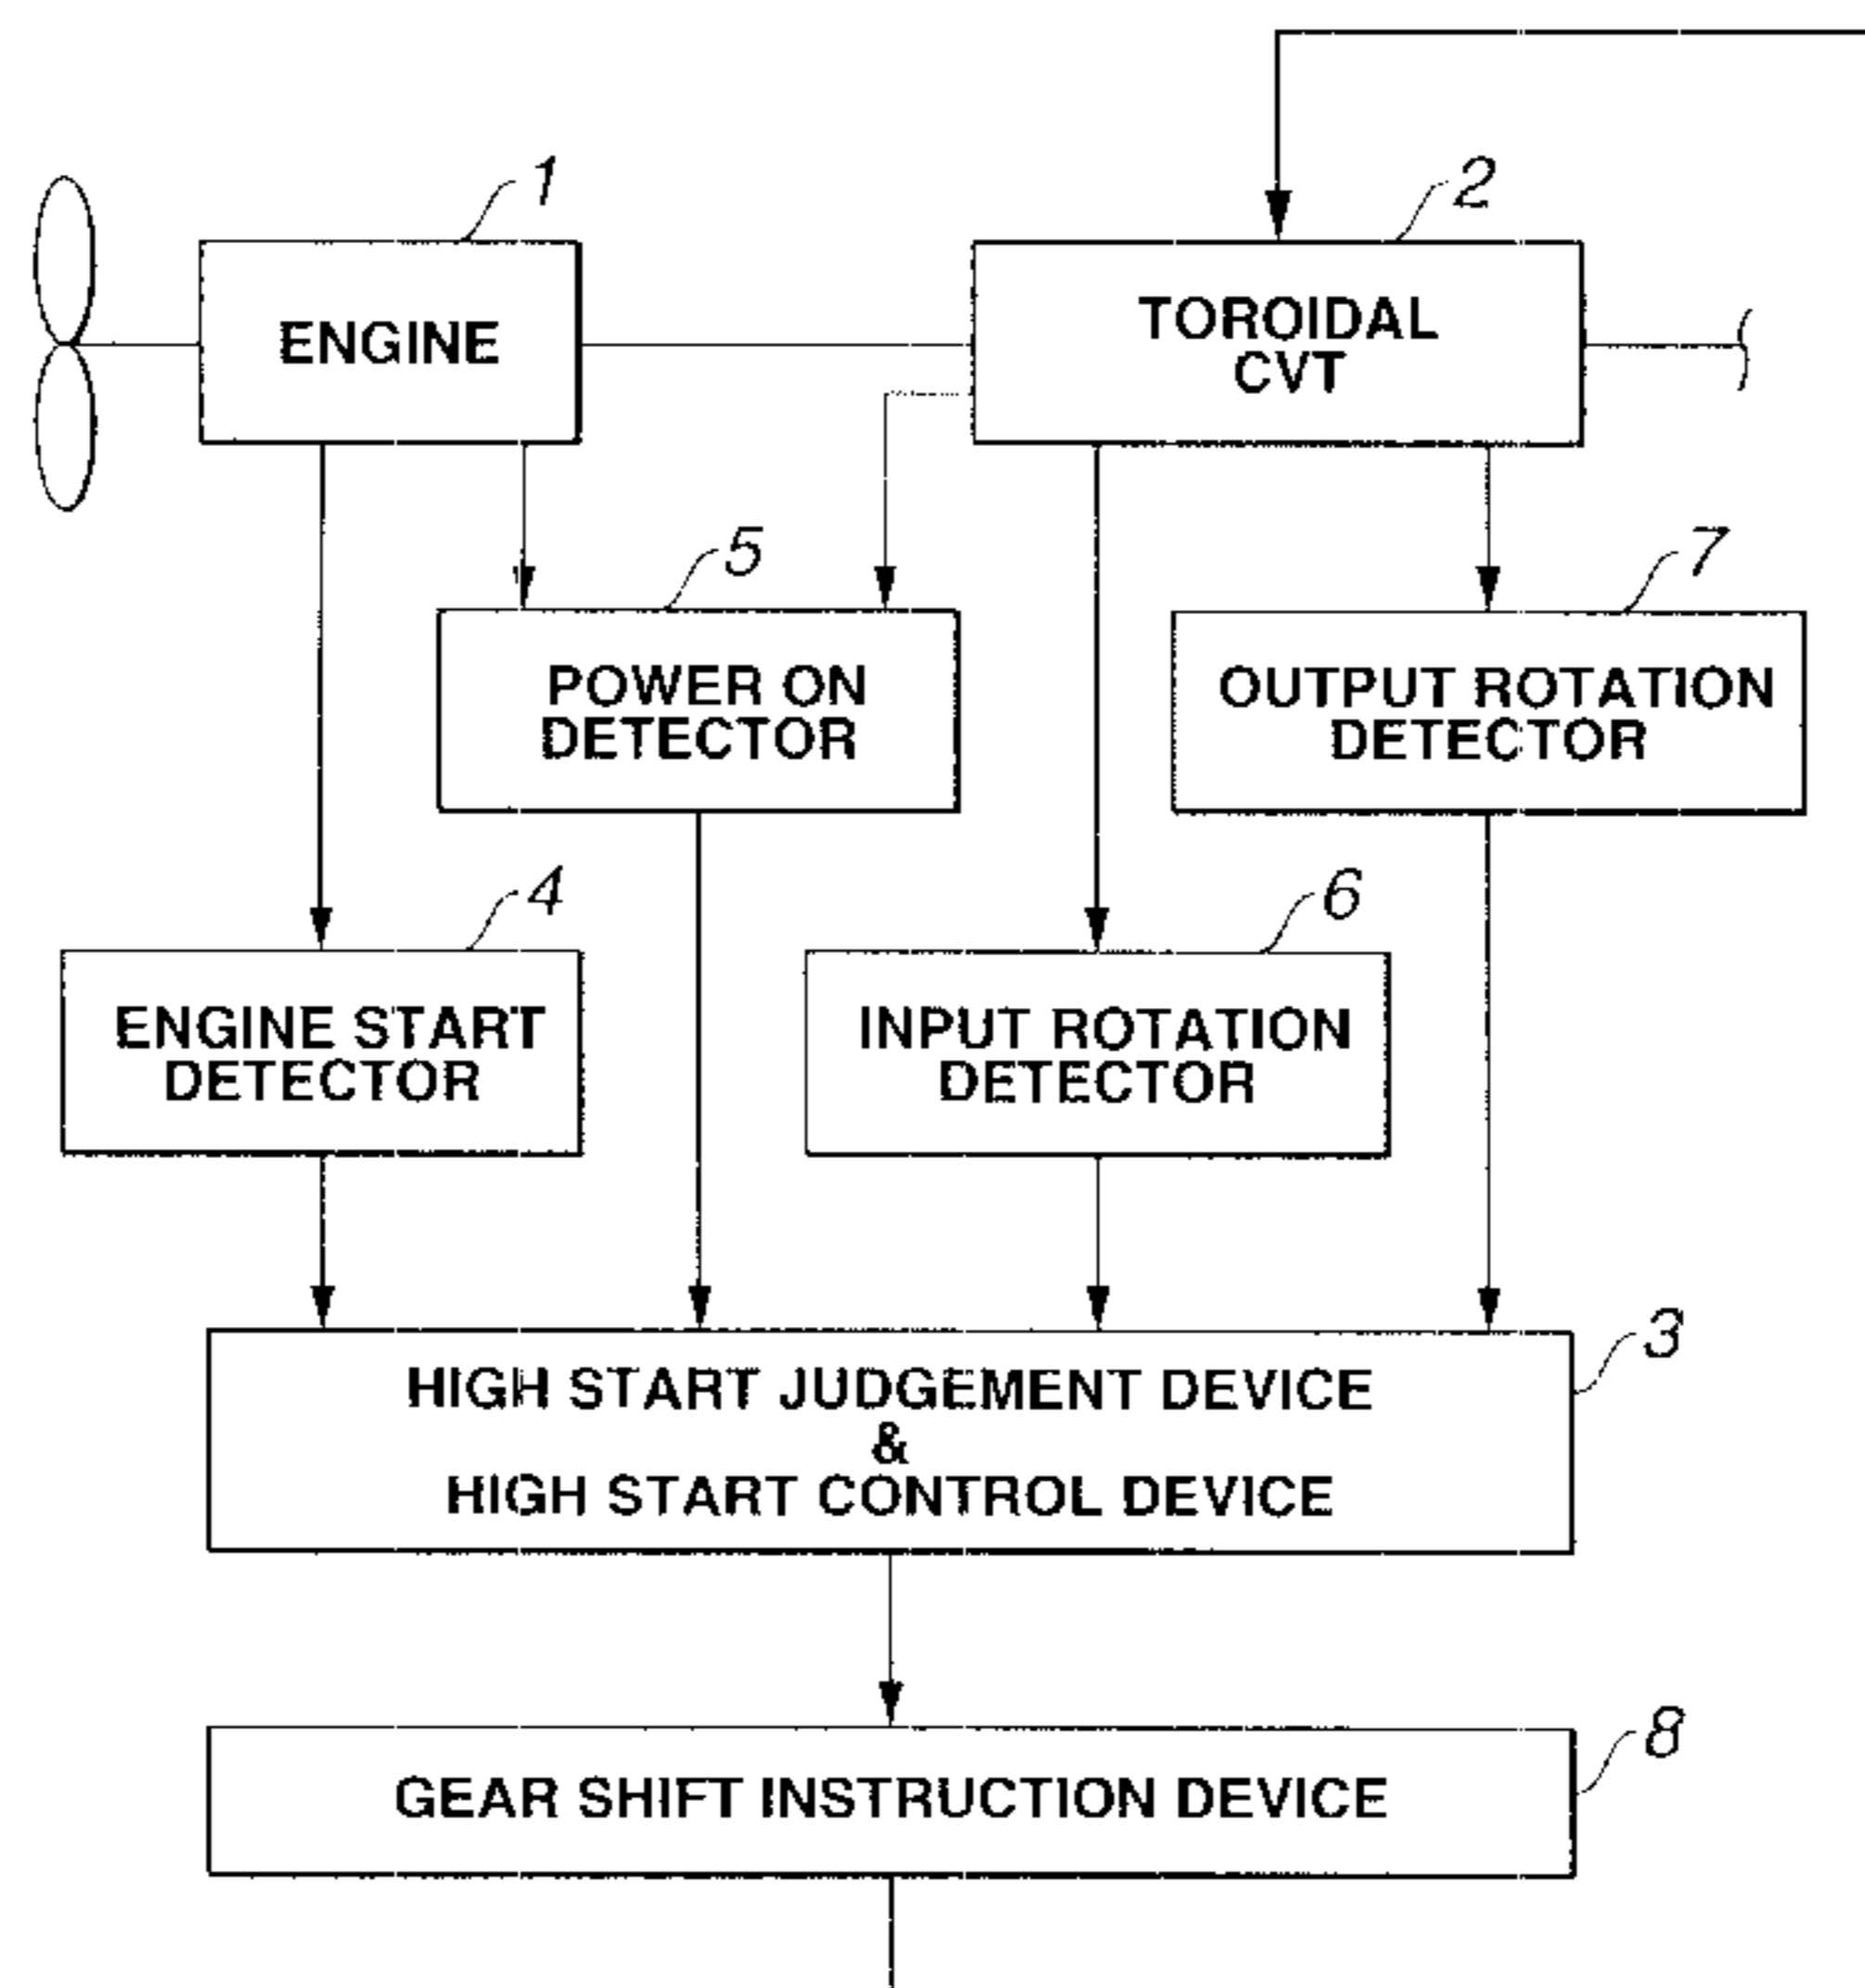 1
2
ENGINE
TOROIDAL
CVT
5
7
POWER ON
DETECTOR
OUTPUT ROTATION
DETECTOR
4
6
ENGINE START
DETECTOR
INPUT ROTATION
DETECTOR
3
HIGH START JUDGEMENT DEVICE
&
HIGH START CONTROL DEVICE
8
GEAR SHIFT INSTRUCTION DEVICE